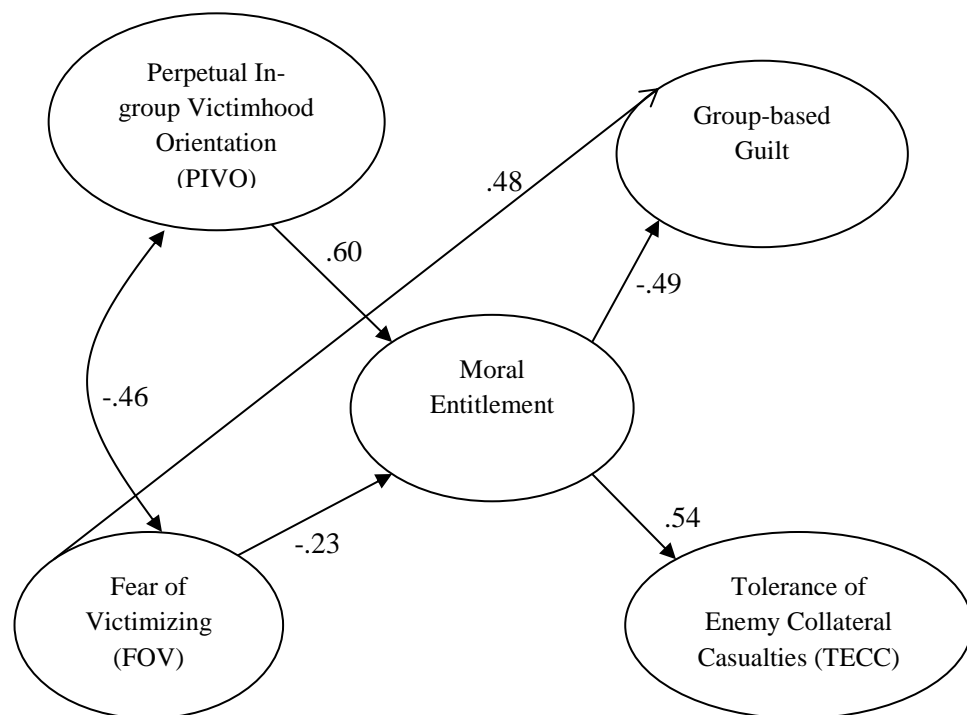 Perpetual In-
group Victimhood
Orientation
(PIVO)
Group-based
Guilt
.48
.60
-.49
Moral
Entitlement
-.46
-.23
.54
Fear of
Victimizing
(FOV)
Tolerance of
Enemy Collateral
Casualties (TECC)